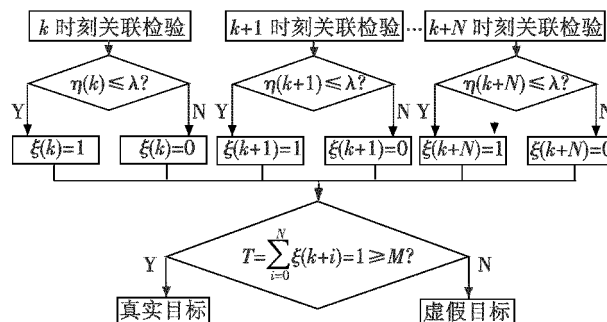 k 时刻关联检验 k+1 时刻关联检验 … k+N 时刻关联检验
η(k)≤λ? η(k+1)≤λ? η(k+N)≤λ?
Y N Y N Y N
ξ(k)=1 ξ(k)=0 ξ(k+1)=1 ξ(k+1)=0 ξ(k+N)=1 ξ(k+N)=0
Y T=∑_{i=0}^{N}ξ(k+i)=1≥M? N
真实目标 虚假目标